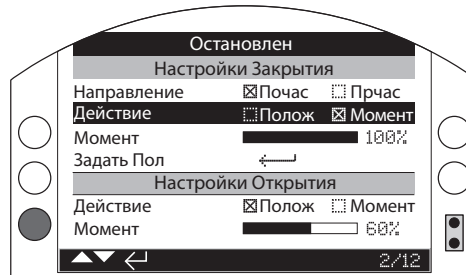 Остановлен
Настройки Закрытия
Направление Почас Прчас
Действие Полож Момент
Момент 100%
Задать Пол
Настройки Открытия
Действие Полож Момент
Момент 60%
2/12